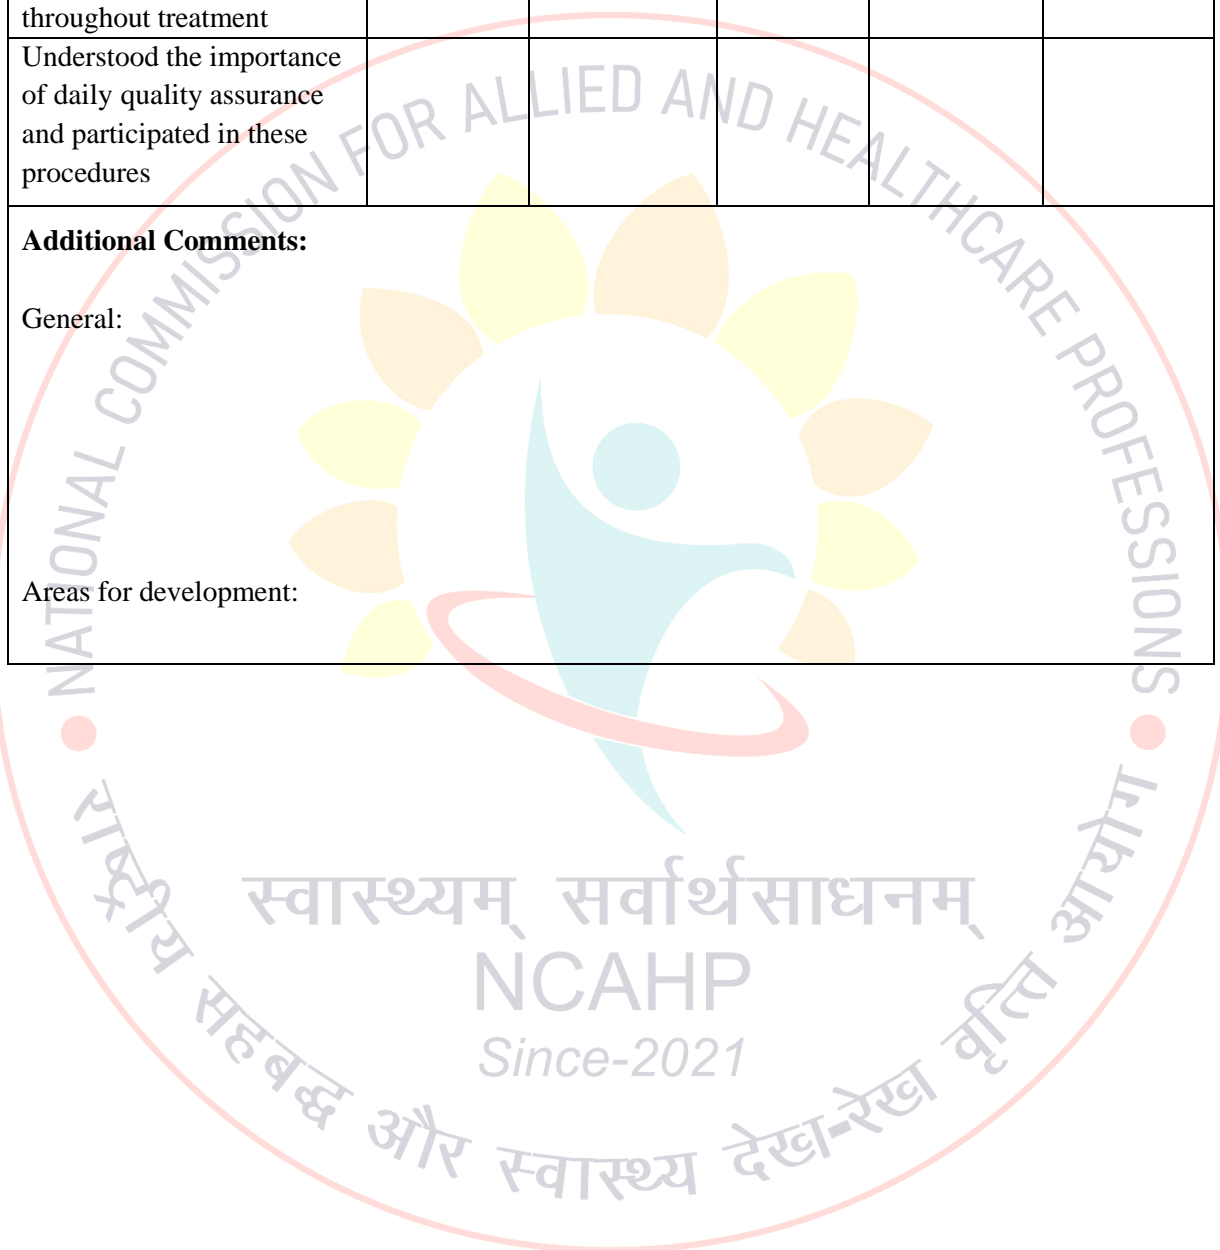 throughout treatment
Understood the importance
of daily quality assurance
and participated in these
procedures
Additional Comments:
General:
Areas for development:
NATIONAL COMMISSION FOR ALLIED AND HEALTHCARE PROFESSIONS
स्वास्थ्यम् सर्वार्थसाधनम्
NCAHP
Since-2021
राष्ट्रीय सहबद्ध और स्वास्थ्य देख-रेख वृत्ति आयोग